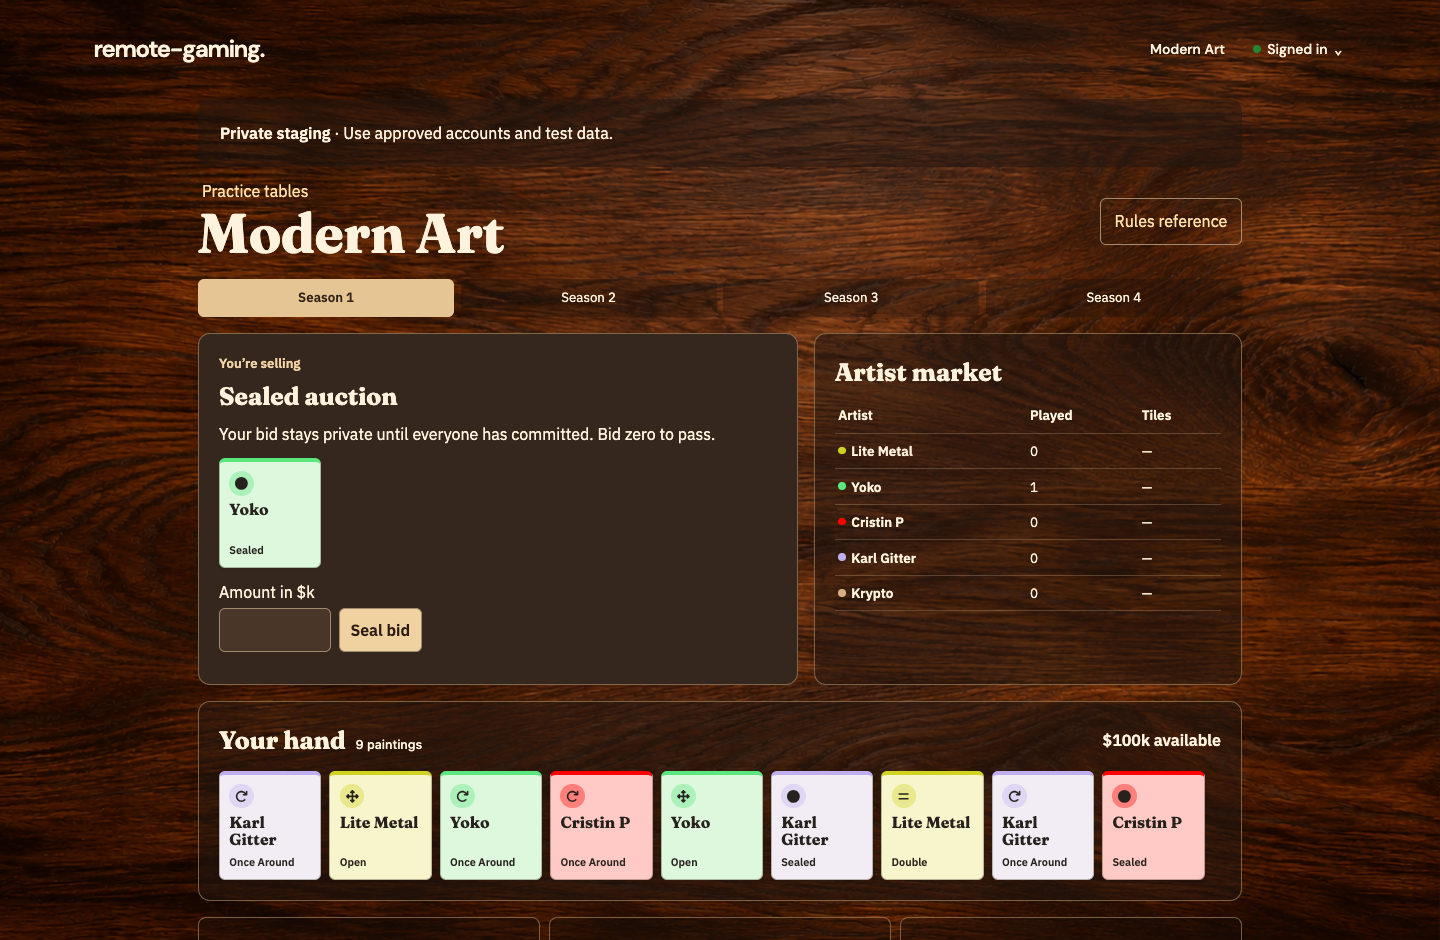 remote-gaming.
Modern Art
Signed in
Private staging · Use approved accounts and test data.
Practice tables
Modern Art
Rules reference
Season 1
Season 2
Season 3
Season 4
You're selling
Sealed auction
Your bid stays private until everyone has committed. Bid zero to pass.
Yoko
Sealed
Amount in $k
Seal bid
Artist market
Artist Played Tiles
Lite Metal 0 —
Yoko 1 —
Cristin P 0 —
Karl Gitter 0 —
Krypto 0 —
Your hand 9 paintings
$100k available
Karl
Gitter
Once Around
Lite Metal
Open
Yoko
Once Around
Cristin P
Once Around
Yoko
Open
Karl
Gitter
Sealed
Lite Metal
Double
Karl
Gitter
Once Around
Cristin P
Sealed